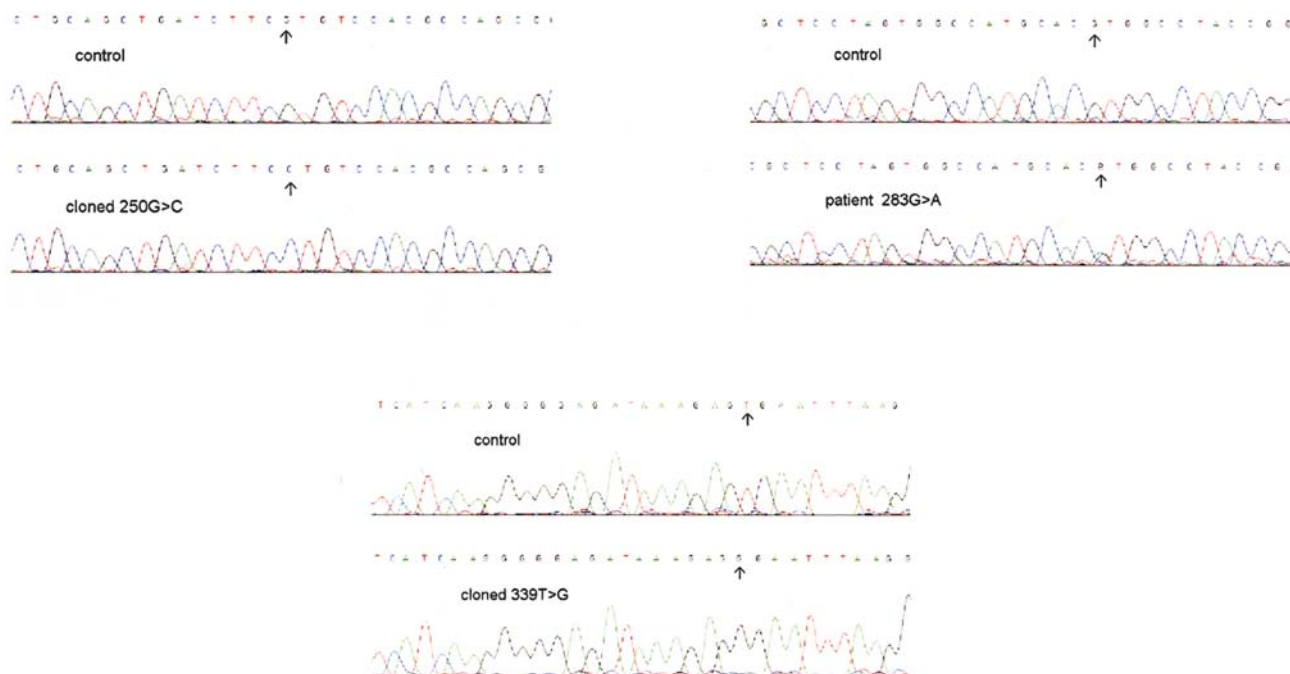 C T G C A G C T G A T C T T C G T G T C C A C G C C A G C G
control
C T G C A G C T G A T C T T C C T G T C C A C G C C A G C G
cloned 250G>C
G C T C C T A G T G G C C A T G C A C G T G G C C T A C C G G
control
C G C T C C T A G T G G C C A T G C A C R T G G C C T A C C G
patient 283G>A
T C A T C A A G G G G G A G A T A A A G A G T G A A T T T A A G
control
T C A T C A A G G G G G A G A T A A A G A G G G A A T T T A A G G
cloned 339T>G